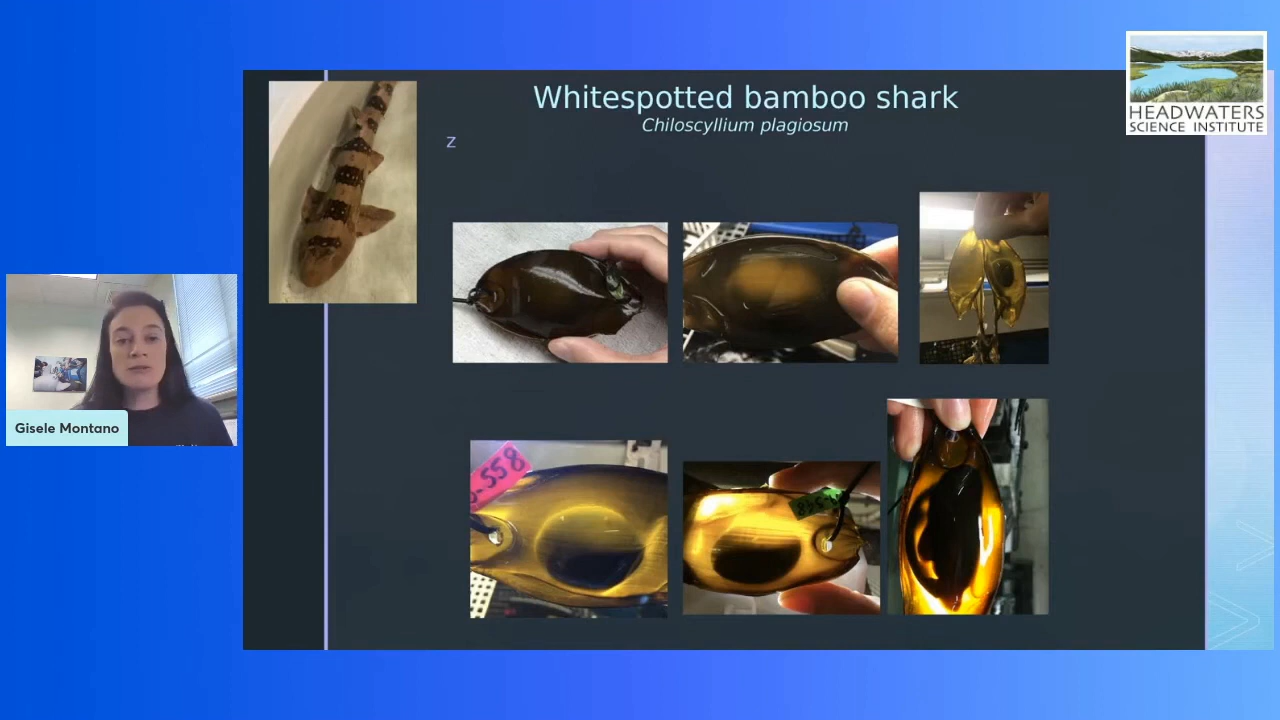 Whitespotted bamboo shark
Chiloscyllium plagiosum
z
HEADWATERS
SCIENCE INSTITUTE
Gisele Montano